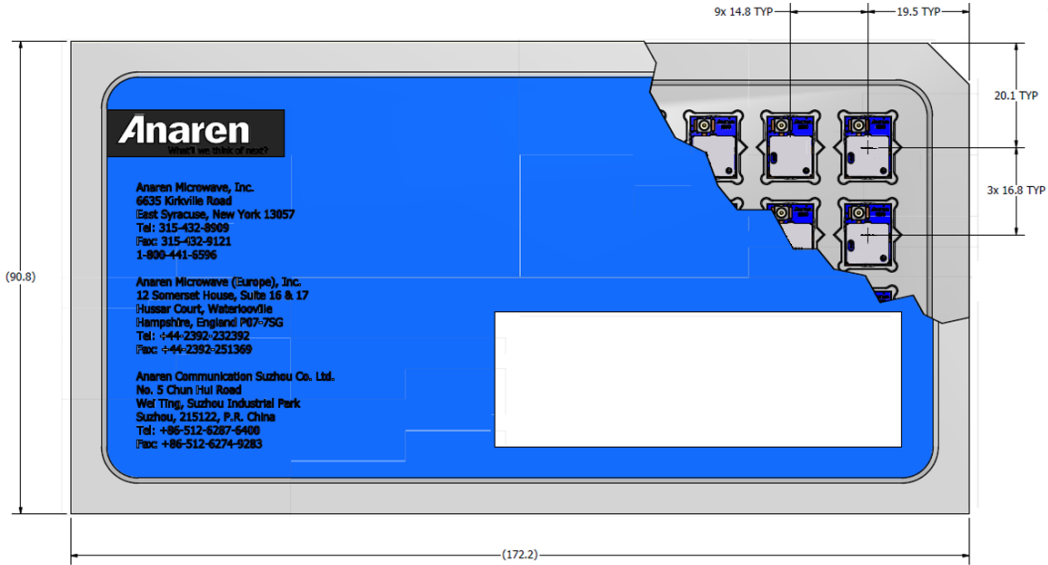 9x 14.8 TYP
19.5 TYP
20.1 TYP
3x 16.8 TYP
(90.8)
(172.2)
Anaren
What'll we think of next?
Anaren Microwave, Inc.
6635 Kirkville Road
East Syracuse, New York 13057
Tel: 315-432-8909
Fax: 315-432-9121
1-800-441-6596
Anaren Microwave (Europe), Inc.
12 Somerset House, Suite 16 & 17
Hussar Court, Waterlooville
Hampshire, England P07-7SG
Tel: +44-2392-232392
Fax: +44-2392-251369
Anaren Communication Suzhou Co. Ltd.
No. 5 Chun Hui Road
Wei Ting, Suzhou Industrial Park
Suzhou, 215122, P.R. China
Tel: +86-512-6287-6400
Fax: +86-512-6274-9283